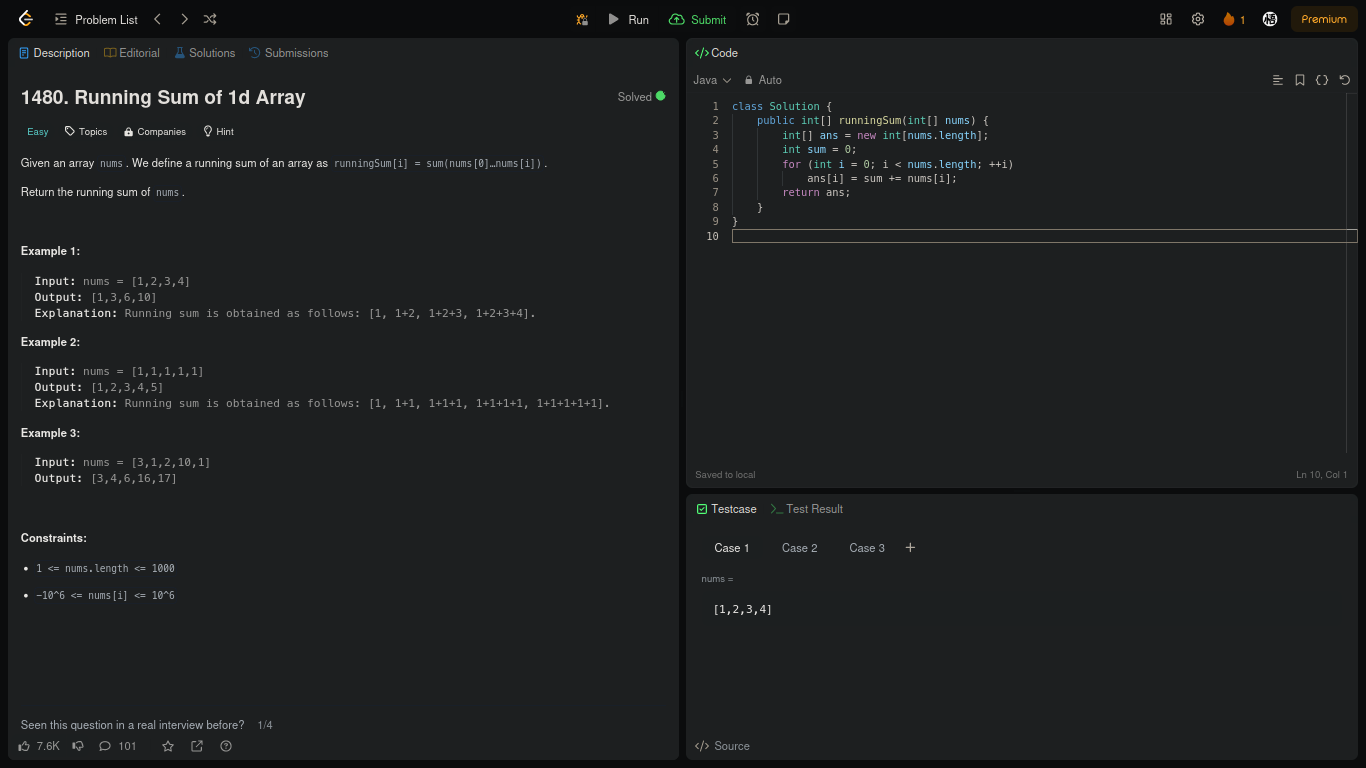 Problem List
Run
Submit
1
Premium
Description
Editorial
Solutions
Submissions
1480. Running Sum of 1d Array
Solved
Easy
Topics
Companies
Hint
Given an array nums. We define a running sum of an array as runningSum[i] = sum(nums[0]…nums[i]).
Return the running sum of nums.
Example 1:
Input: nums = [1,2,3,4]
Output: [1,3,6,10]
Explanation: Running sum is obtained as follows: [1, 1+2, 1+2+3, 1+2+3+4].
Example 2:
Input: nums = [1,1,1,1,1]
Output: [1,2,3,4,5]
Explanation: Running sum is obtained as follows: [1, 1+1, 1+1+1, 1+1+1+1, 1+1+1+1+1].
Example 3:
Input: nums = [3,1,2,10,1]
Output: [3,4,6,16,17]
Constraints:
• 1 <= nums.length <= 1000
• −10^6 <= nums[i] <= 10^6
Seen this question in a real interview before? 1/4
7.6K
101
</> Code
Java
Auto
1 class Solution {
2     public int[] runningSum(int[] nums) {
3         int[] ans = new int[nums.length];
4         int sum = 0;
5         for (int i = 0; i < nums.length; ++i)
6             ans[i] = sum += nums[i];
7         return ans;
8     }
9 }
10
Saved to local
Ln 10, Col 1
Testcase
Test Result
Case 1
Case 2
Case 3
+
nums =
[1,2,3,4]
</> Source